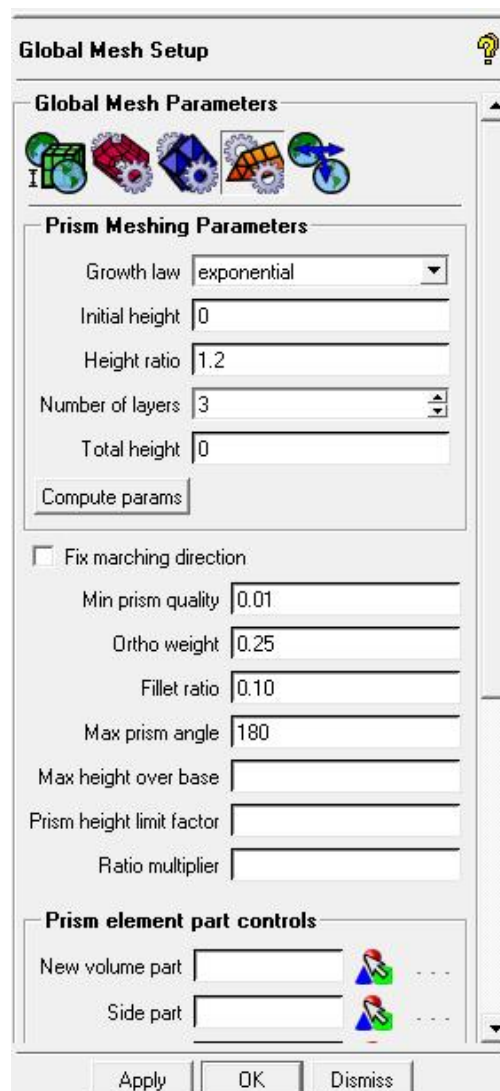 Global Mesh Setup
Global Mesh Parameters
Prism Meshing Parameters
Growth law exponential
Initial height 0
Height ratio 1.2
Number of layers 3
Total height 0
Compute params
Fix marching direction
Min prism quality 0.01
Ortho weight 0.25
Fillet ratio 0.10
Max prism angle 180
Max height over base
Prism height limit factor
Ratio multiplier
Prism element part controls
New volume part ...
Side part ...
Apply OK Dismiss